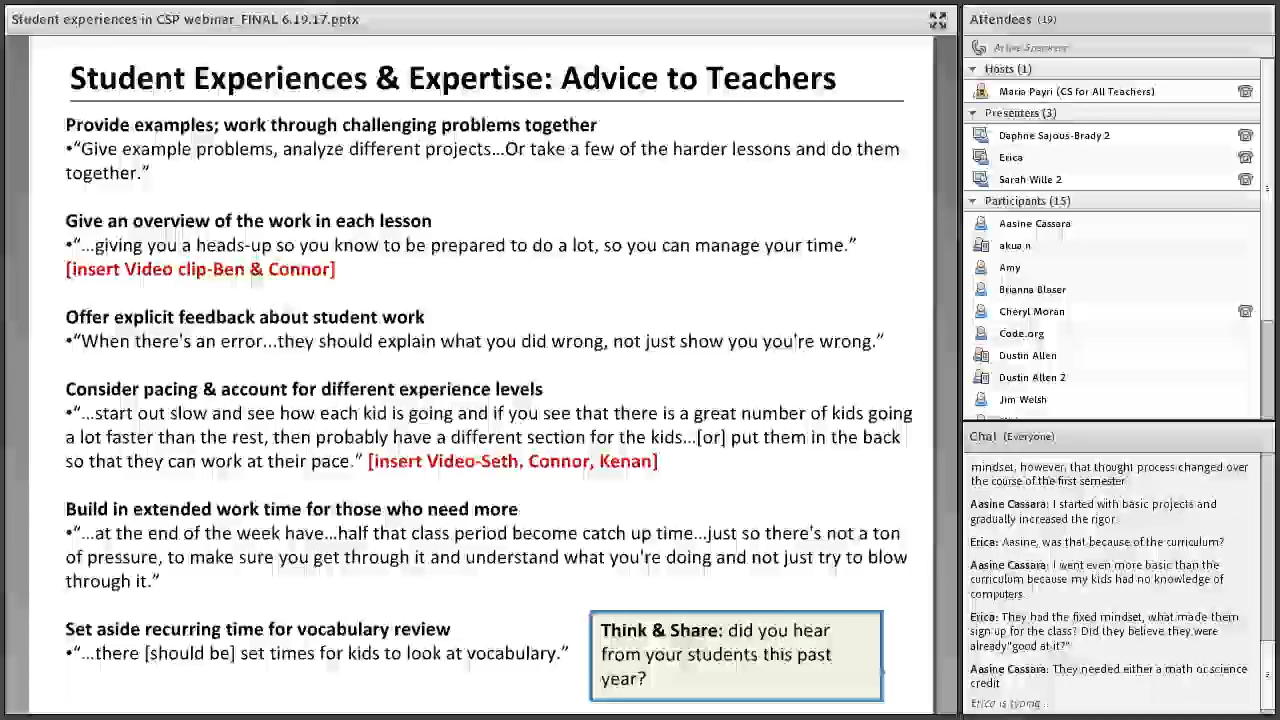 Student experiences in CSP webinar_FINAL 6.19.17.pptx
Student Experiences & Expertise: Advice to Teachers
Provide examples; work through challenging problems together
•“Give example problems, analyze different projects...Or take a few of the harder lessons and do them
together.”
Give an overview of the work in each lesson
•“...giving you a heads-up so you know to be prepared to do a lot, so you can manage your time.”
[insert Video clip-Ben & Connor]
Offer explicit feedback about student work
•“When there's an error...they should explain what you did wrong, not just show you you're wrong.”
Consider pacing & account for different experience levels
•“...start out slow and see how each kid is going and if you see that there is a great number of kids going
a lot faster than the rest, then probably have a different section for the kids...[or] put them in the back
so that they can work at their pace.” [insert Video-Seth, Connor, Kenan]
Build in extended work time for those who need more
•“...at the end of the week have...half that class period become catch up time...just so there's not a ton
of pressure, to make sure you get through it and understand what you're doing and not just try to blow
through it.”
Set aside recurring time for vocabulary review
•“...there [should be] set times for kids to look at vocabulary.”
Think & Share: did you hear
from your students this past
year?
Attendees (19)
Active Speakers
Hosts (1)
Maria Payri (CS for All Teachers)
Presenters (3)
Daphne Sajous-Brady 2
Erica
Sarah Wille 2
Participants (15)
Aasine Cassara
akua n
Amy
Brianna Blaser
Cheryl Moran
Code.org
Dustin Allen
Dustin Allen 2
Jim Welsh
Chat (Everyone)
mindset, however, that thought process changed over
the course of the first semester
Aasine Cassara: I started with basic projects and
gradually increased the rigor.
Erica: Aasine, was that because of the curriculum?
Aasine Cassara: I went even more basic than the
curriculum because my kids had no knowledge of
computers.
Erica: They had the fixed mindset, what made them
sign up for the class? Did they believe they were
already"good at it?"
Aasine Cassara: They needed either a math or science
credit
Erica is typing...